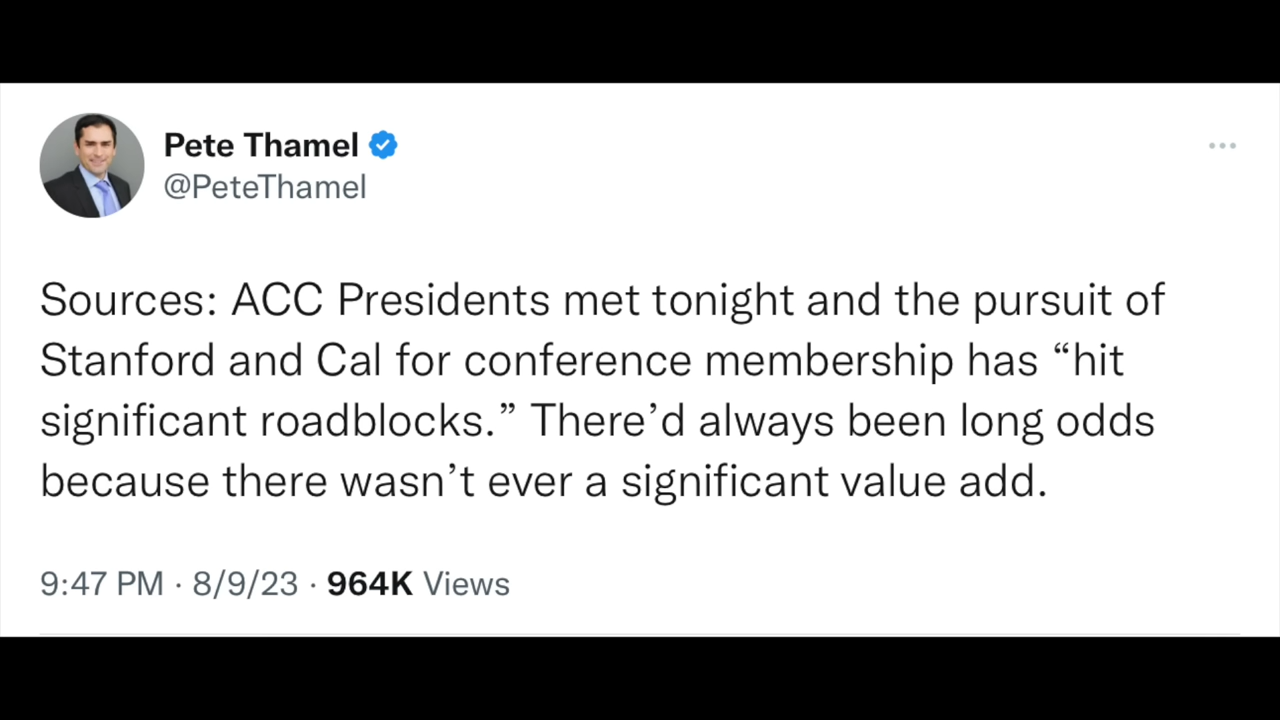 Pete Thamel
@PeteThamel
Sources: ACC Presidents met tonight and the pursuit of
Stanford and Cal for conference membership has “hit
significant roadblocks.” There’d always been long odds
because there wasn’t ever a significant value add.
9:47 PM · 8/9/23 · 964K Views